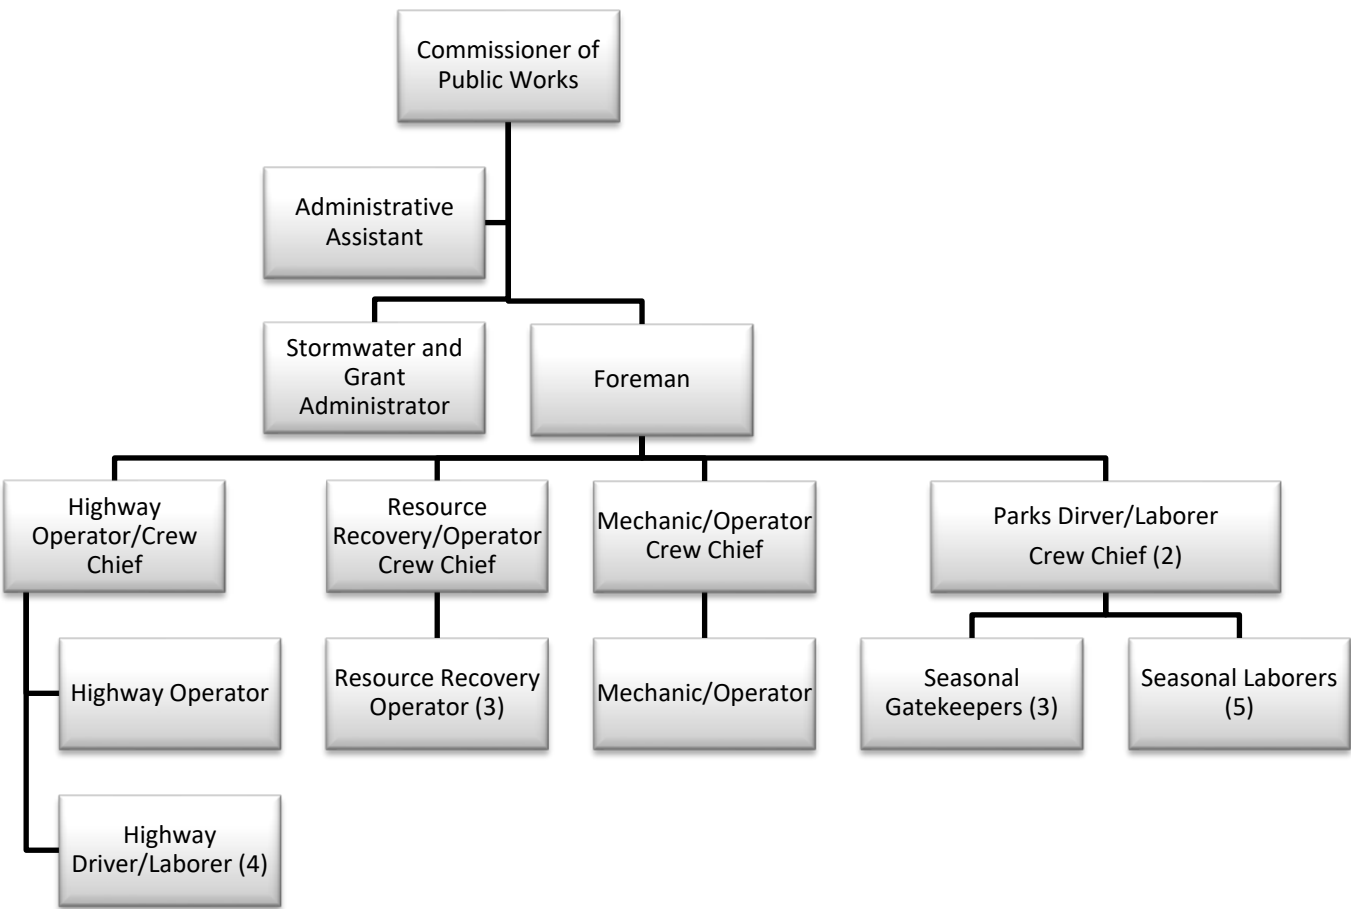 Commissioner of
Public Works
Administrative
Assistant
Stormwater and
Grant
Administrator
Foreman
Highway
Operator/Crew
Chief
Resource
Recovery/Operator
Crew Chief
Mechanic/Operator
Crew Chief
Parks Dirver/Laborer
Crew Chief (2)
Highway Operator
Resource Recovery
Operator (3)
Mechanic/Operator
Seasonal
Gatekeepers (3)
Seasonal Laborers
(5)
Highway
Driver/Laborer (4)